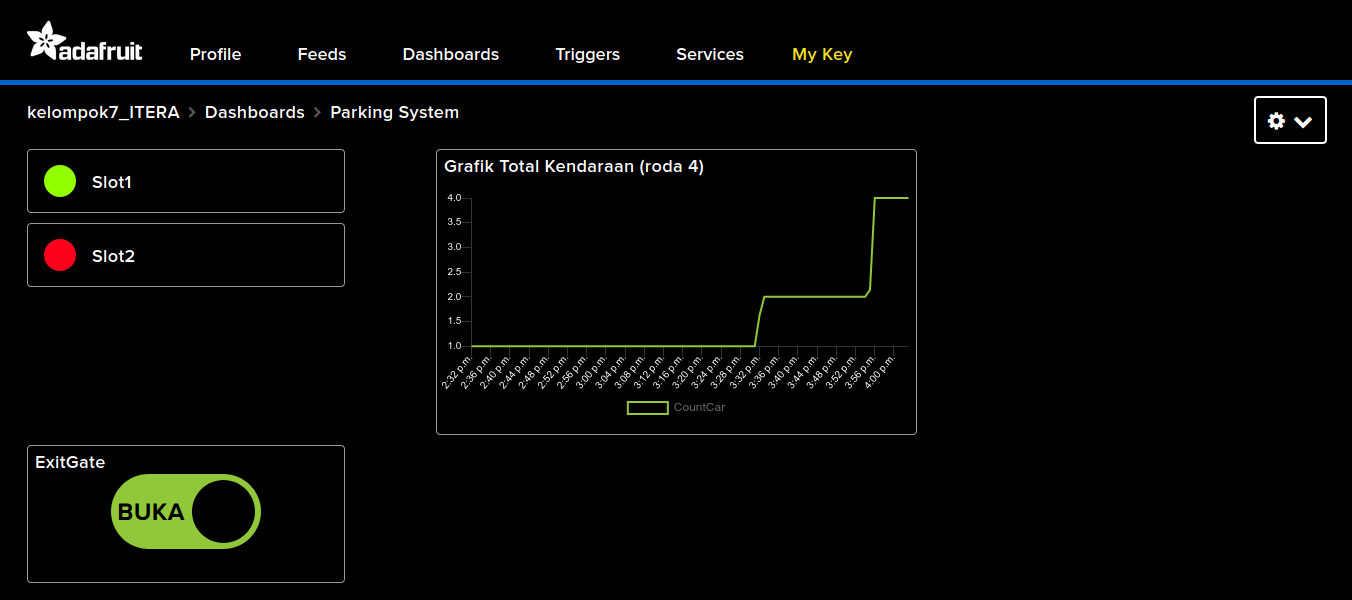 adafruit Profile Feeds Dashboards Triggers Services My Key
kelompok7_ITERA > Dashboards > Parking System
Slot1
Slot2
Grafik Total Kendaraan (roda 4)
4.0
3.5
3.0
2.5
2.0
1.5
1.0
2:32 p.m. 2:36 p.m. 2:40 p.m. 2:44 p.m. 2:48 p.m. 2:52 p.m. 2:56 p.m. 3:00 p.m. 3:04 p.m. 3:08 p.m. 3:12 p.m. 3:16 p.m. 3:20 p.m. 3:24 p.m. 3:28 p.m. 3:32 p.m. 3:36 p.m. 3:40 p.m. 3:44 p.m. 3:48 p.m. 3:52 p.m. 3:56 p.m. 4:00 p.m.
CountCar
ExitGate
BUKA